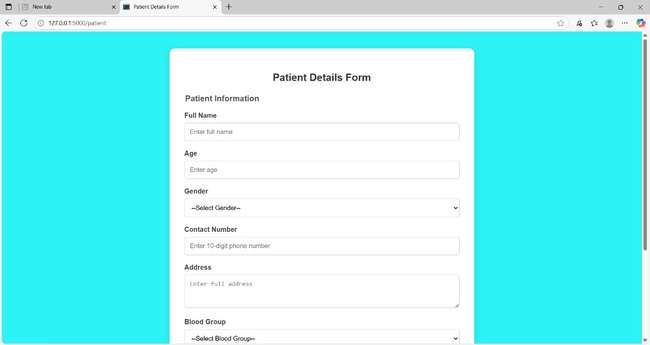 New tab
Patient Details Form
127.0.0.1:5000/patient
Patient Details Form
Patient Information
Full Name
Enter full name
Age
Enter age
Gender
--Select Gender--
Contact Number
Enter 10-digit phone number
Address
Enter full address
Blood Group
--Select Blood Group--